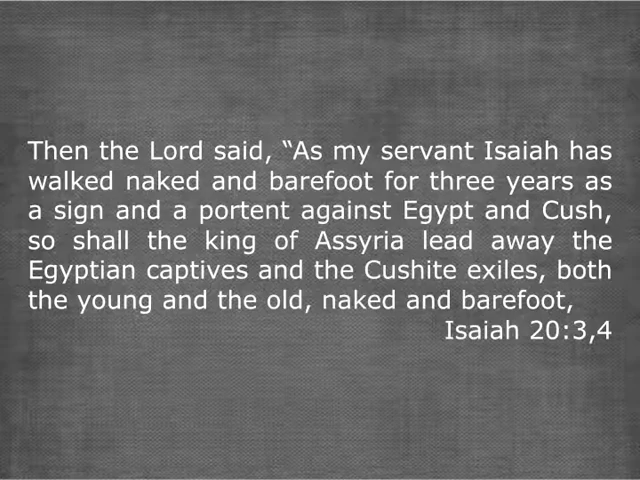 Then the Lord said, “As my servant Isaiah has
walked naked and barefoot for three years as
a sign and a portent against Egypt and Cush,
so shall the king of Assyria lead away the
Egyptian captives and the Cushite exiles, both
the young and the old, naked and barefoot,
Isaiah 20:3,4